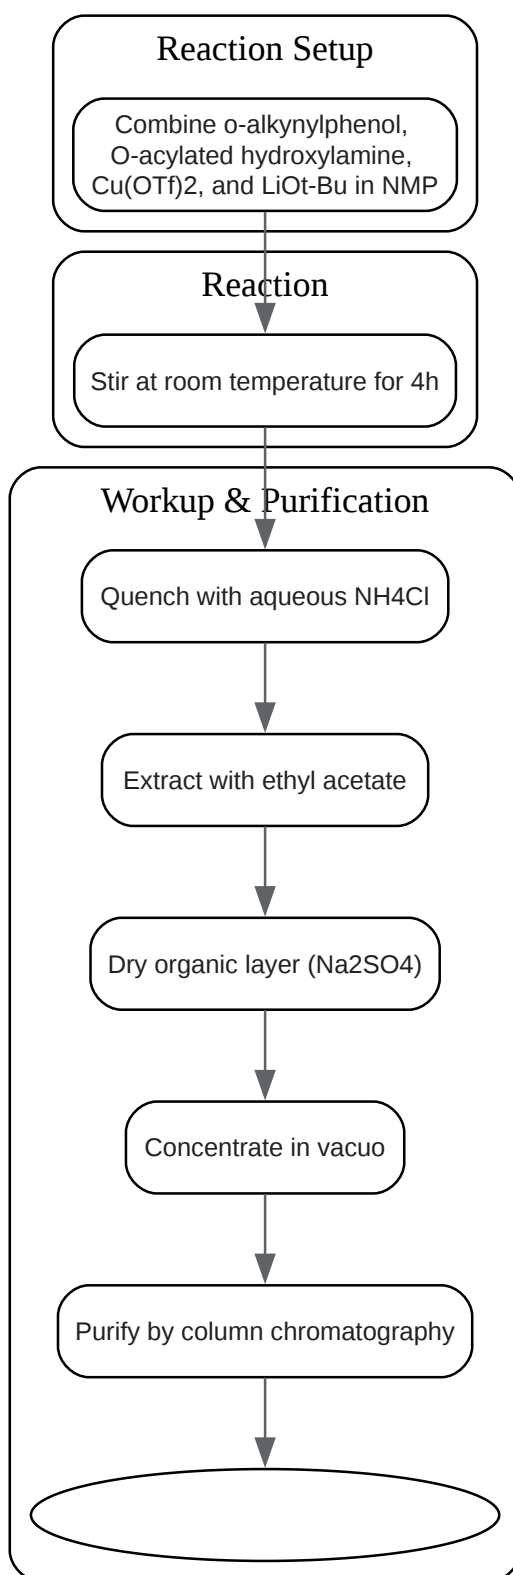 Reaction Setup
Combine o-alkynylphenol,
O-acylated hydroxylamine,
Cu(OTf)2, and LiOt-Bu in NMP
Reaction
Stir at room temperature for 4h
Workup & Purification
Quench with aqueous NH4Cl
Extract with ethyl acetate
Dry organic layer (Na2SO4)
Concentrate in vacuo
Purify by column chromatography